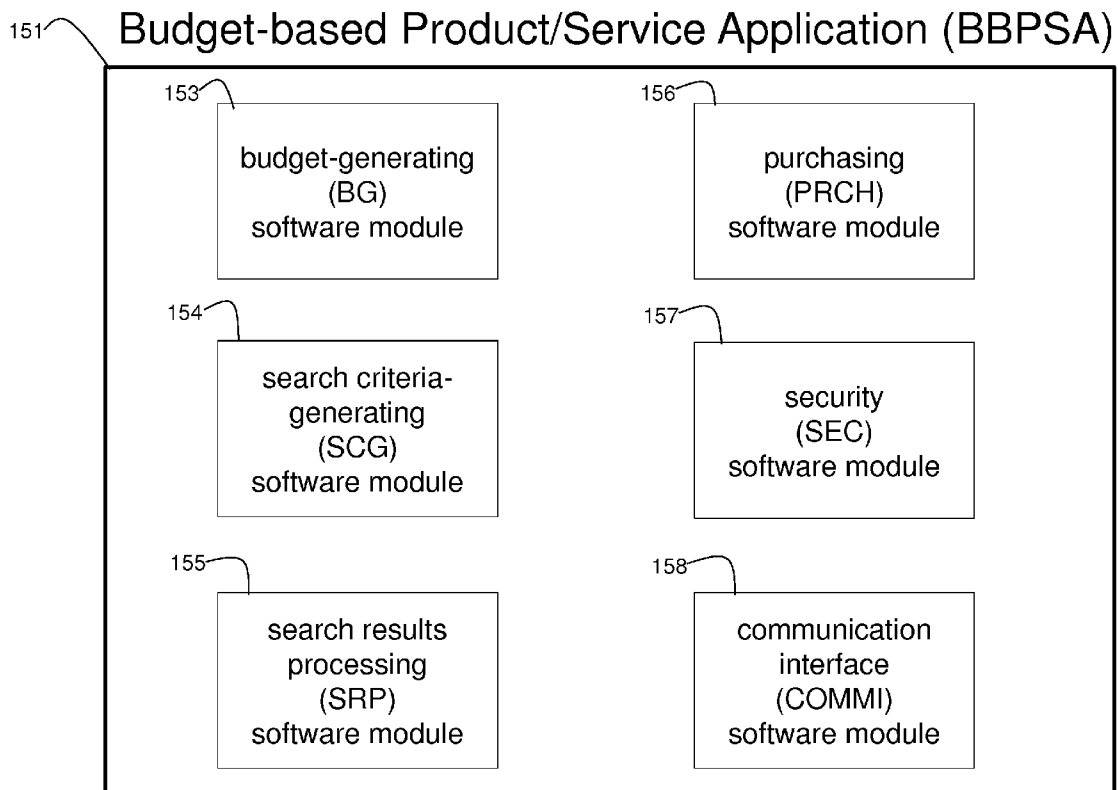 151
Budget-based Product/Service Application (BBPSA)
153
budget-generating
(BG)
software module
156
purchasing
(PRCH)
software module
154
search criteria-
generating
(SCG)
software module
157
security
(SEC)
software module
155
search results
processing
(SRP)
software module
158
communication
interface
(COMMI)
software module